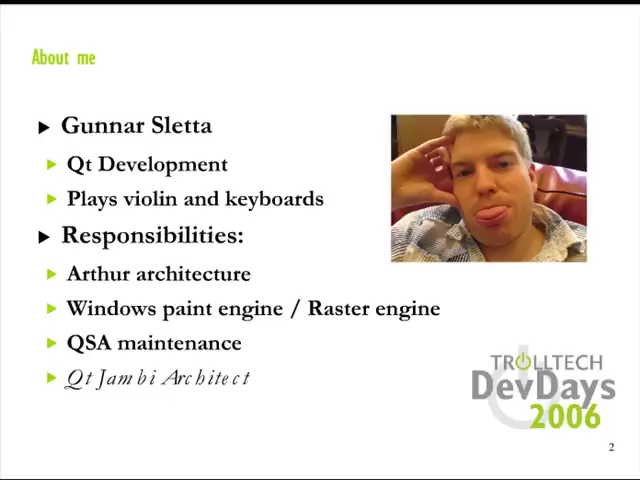 About me
Gunnar Sletta
Qt Development
Plays violin and keyboards
Responsibilities:
Arthur architecture
Windows paint engine / Raster engine
QSA maintenance
Qt Jambi Architect
TROLLTECH
DevDays
2006
2